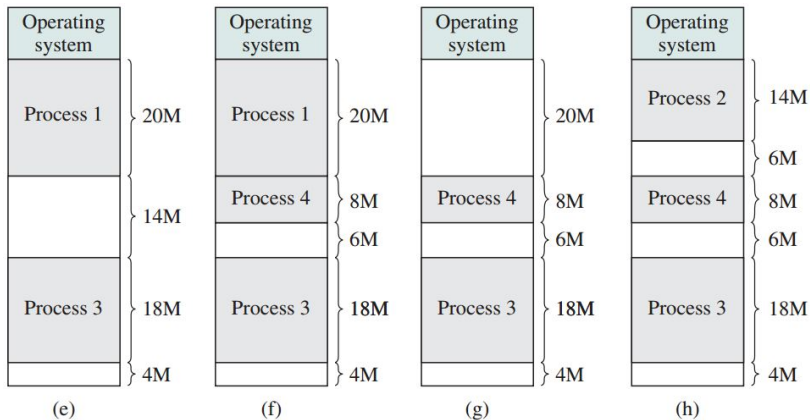 Operating
system
Process 1
20M
14M
Process 3
18M
4M
(e)
Operating
system
Process 1
20M
Process 4
8M
6M
Process 3
18M
4M
(f)
Operating
system
20M
Process 4
8M
6M
Process 3
18M
4M
(g)
Operating
system
Process 2
14M
6M
Process 4
8M
6M
Process 3
18M
4M
(h)